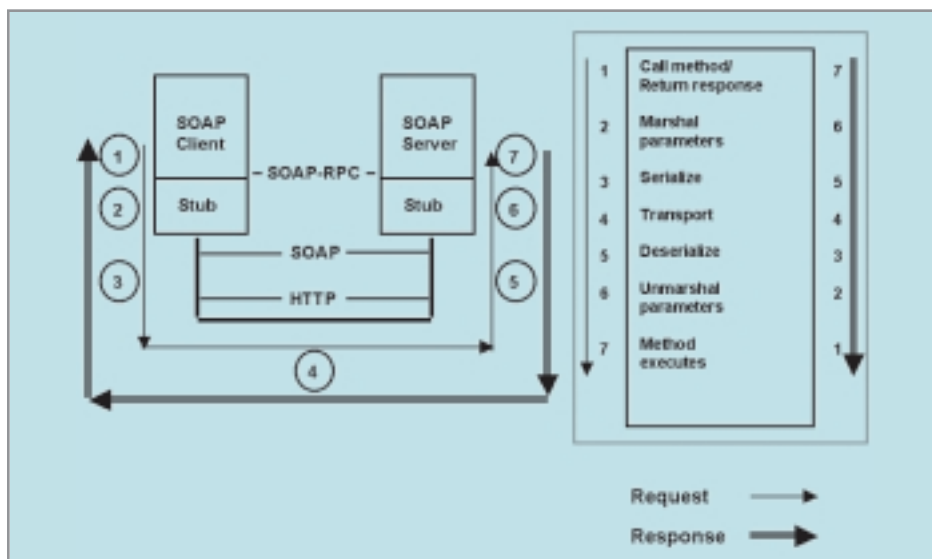 SOAP
Client
Stub
SOAP
Server
Stub
SOAP-RPC
SOAP
HTTP
1
2
3
4
5
6
7
1 Call method/ 7
Return response
2 Marshal 6
parameters
3 Serialize 5
4 Transport 4
5 Deserialize 3
6 Unmarshal 2
parameters
7 Method 1
executes
Request
Response